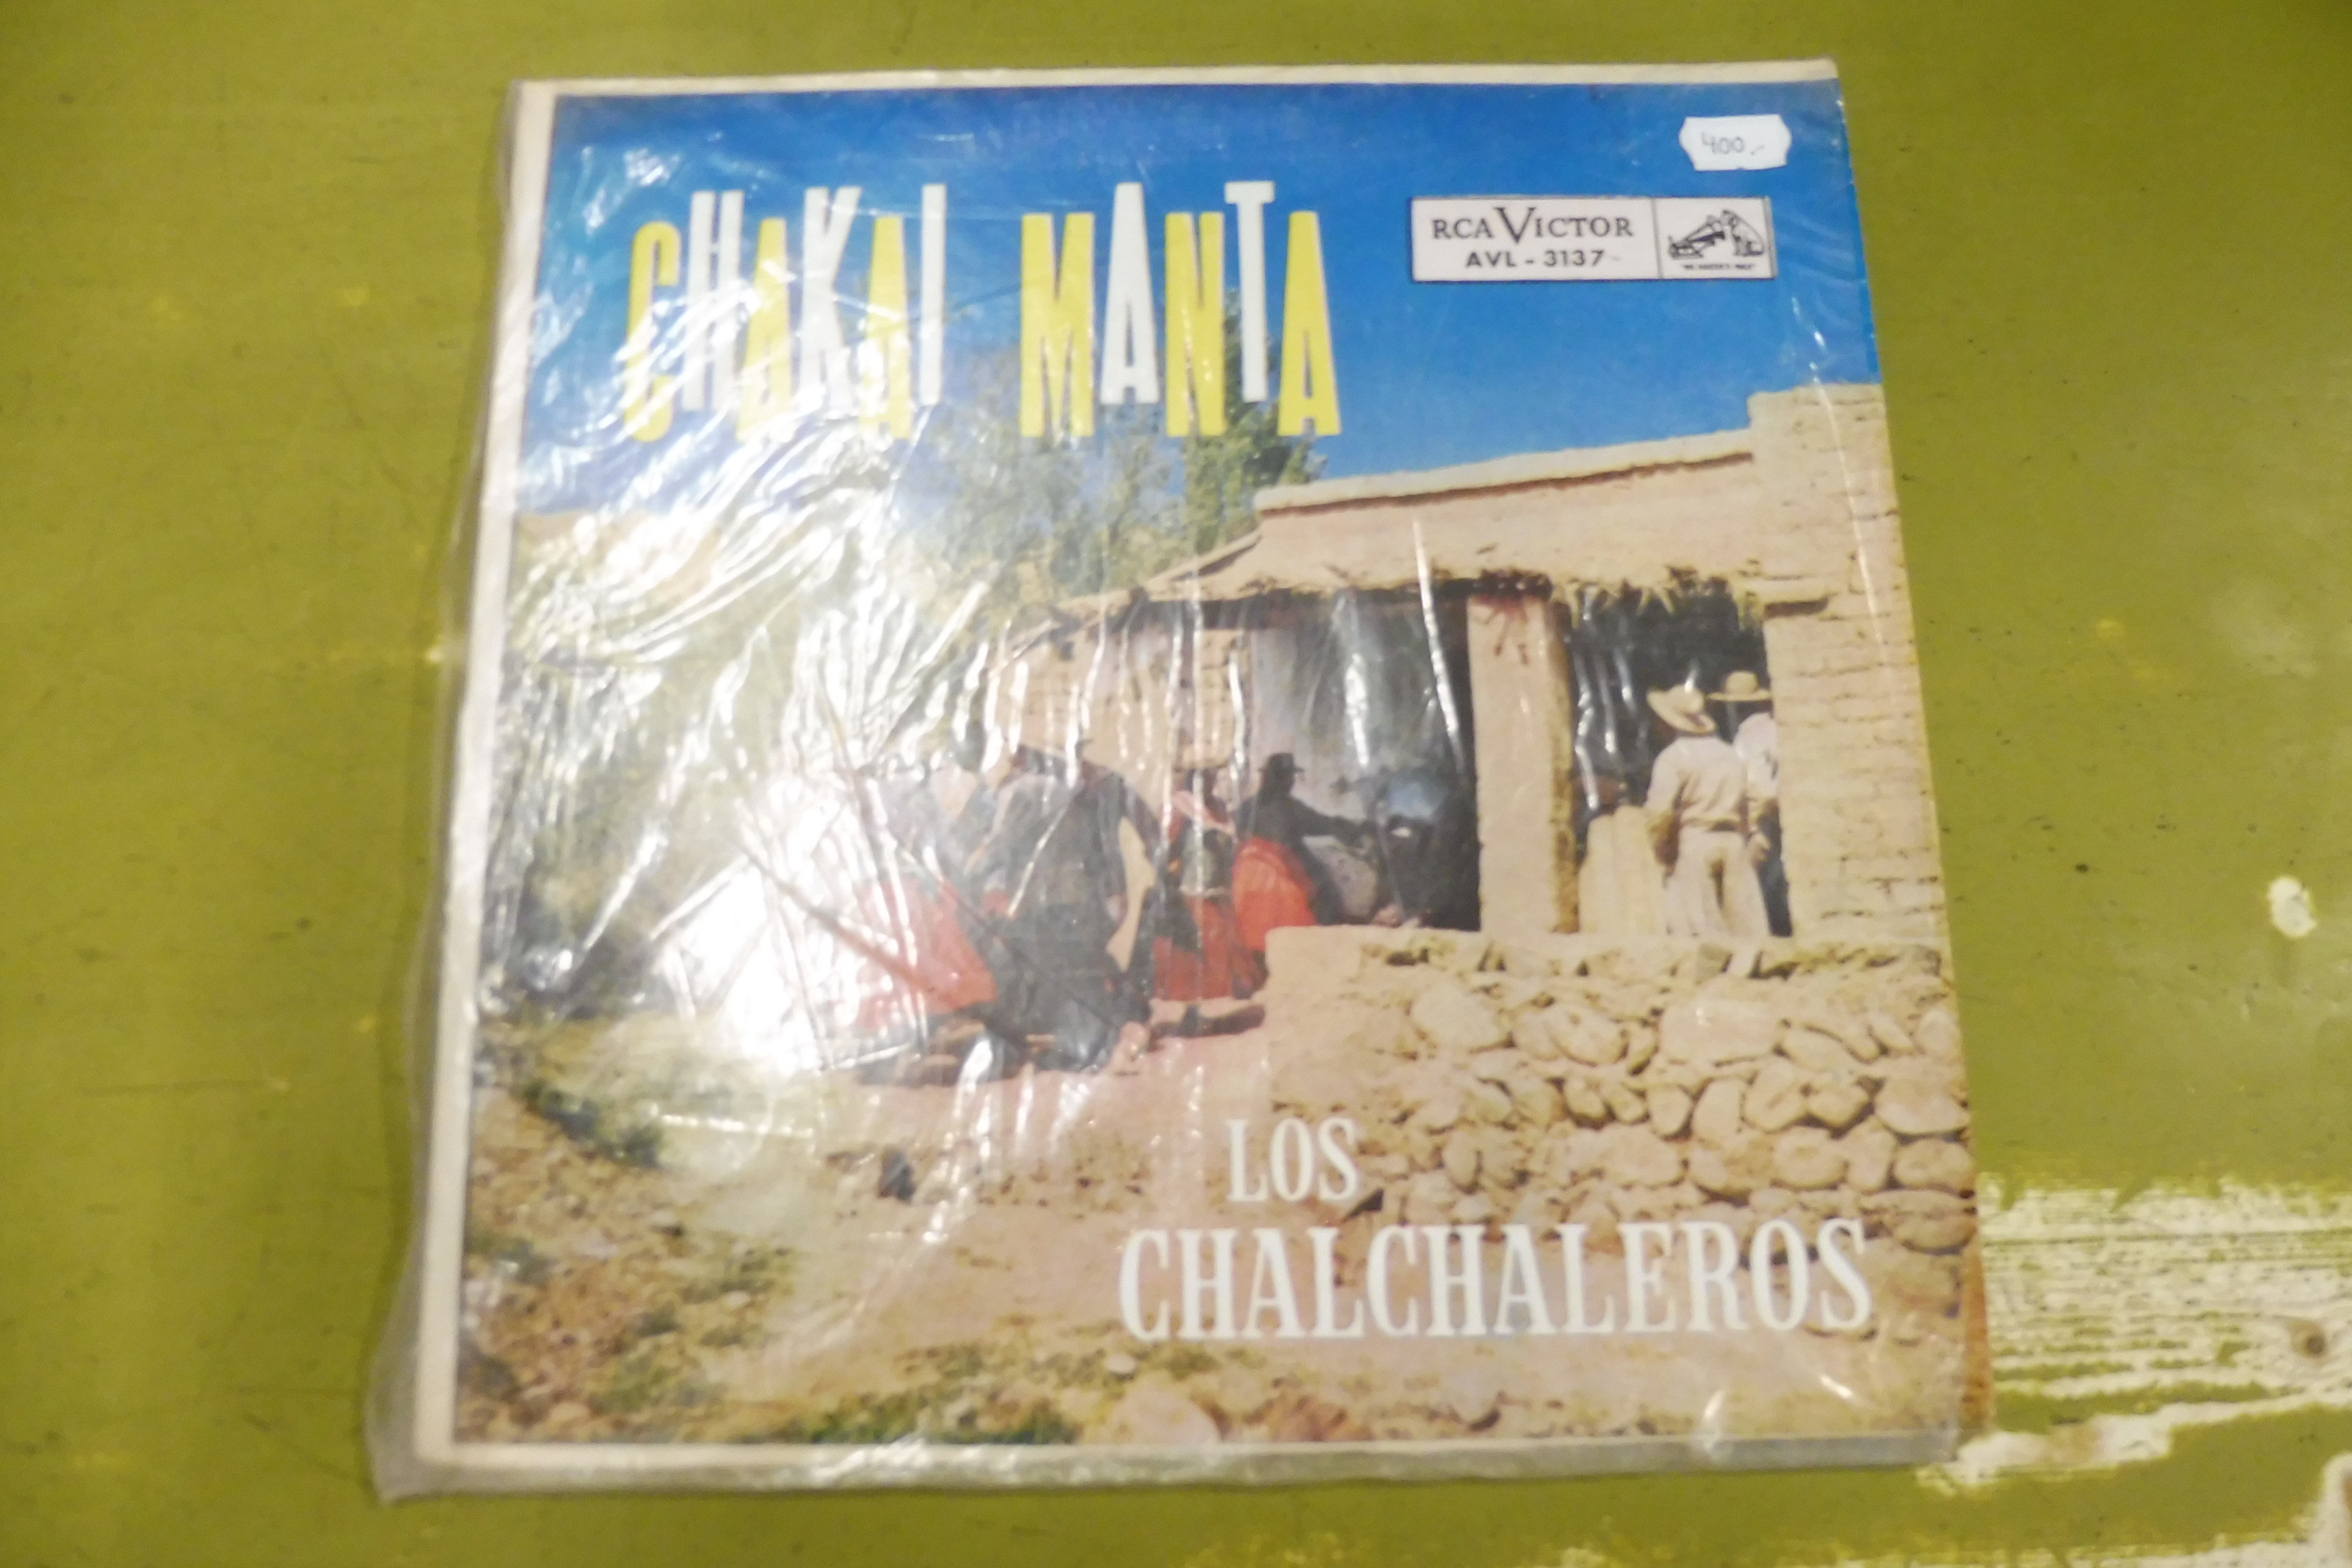 400.-
CHAKAI MANTA
RCA VICTOR
AVL - 3137
LOS
CHALCHALEROS